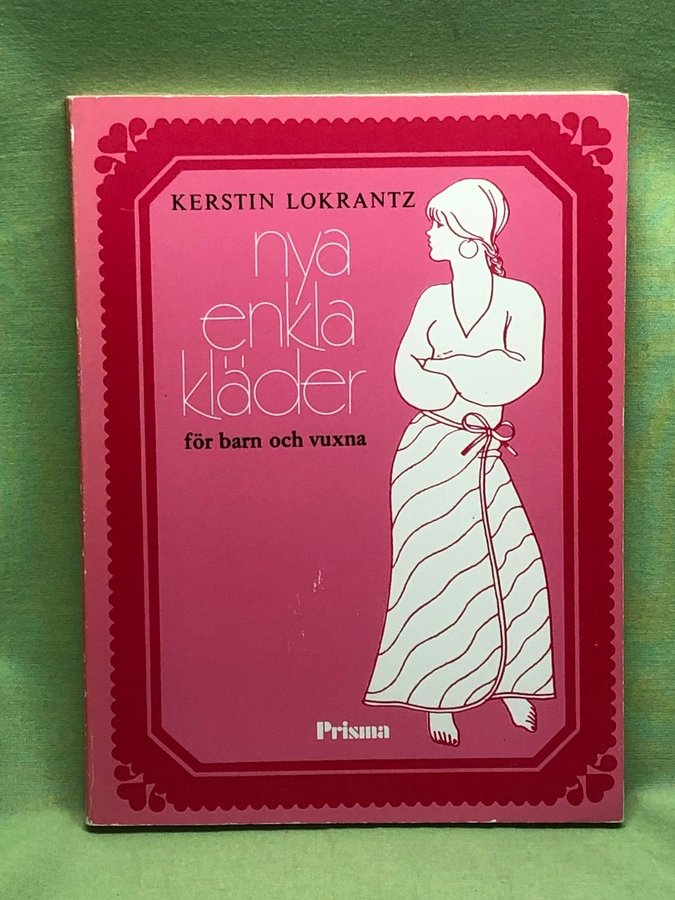 KERSTIN LOKRANTZ
nya
enkla
kläder
för barn och vuxna
Prisma